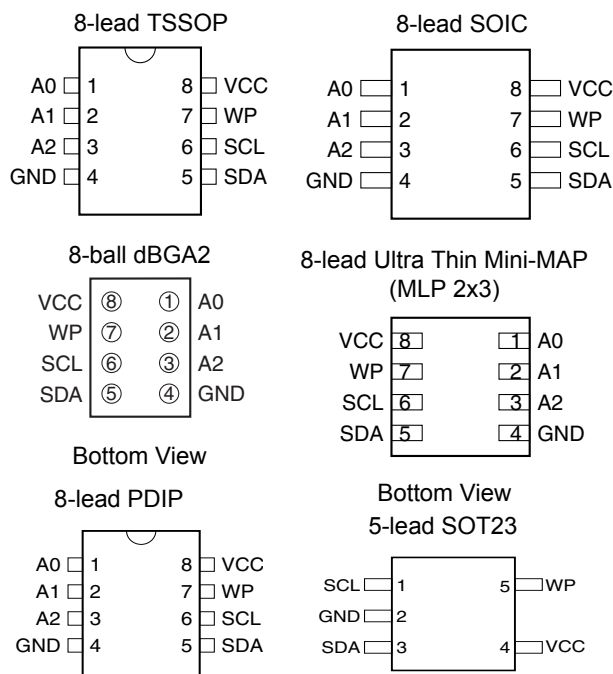 8-lead TSSOP
A0 1 8 VCC
A1 2 7 WP
A2 3 6 SCL
GND 4 5 SDA
8-lead SOIC
A0 1 8 VCC
A1 2 7 WP
A2 3 6 SCL
GND 4 5 SDA
8-ball dBGA2
VCC 8 1 A0
WP 7 2 A1
SCL 6 3 A2
SDA 5 4 GND
Bottom View
8-lead Ultra Thin Mini-MAP
(MLP 2x3)
VCC 8 1 A0
WP 7 2 A1
SCL 6 3 A2
SDA 5 4 GND
Bottom View
8-lead PDIP
A0 1 8 VCC
A1 2 7 WP
A2 3 6 SCL
GND 4 5 SDA
5-lead SOT23
SCL 1 5 WP
GND 2
SDA 3 4 VCC